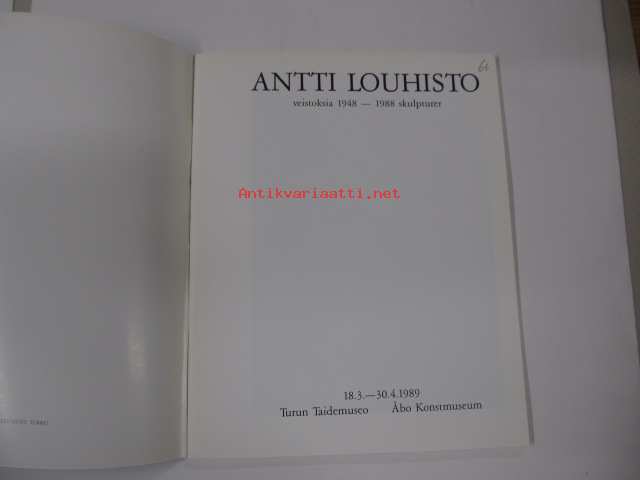 ANTTI LOUHISTO
veistoksia 1948 — 1988 skulpturer
Antikvariaatti.net
18.3.—30.4.1989
Turun Taidemuseo Åbo Konstmuseum